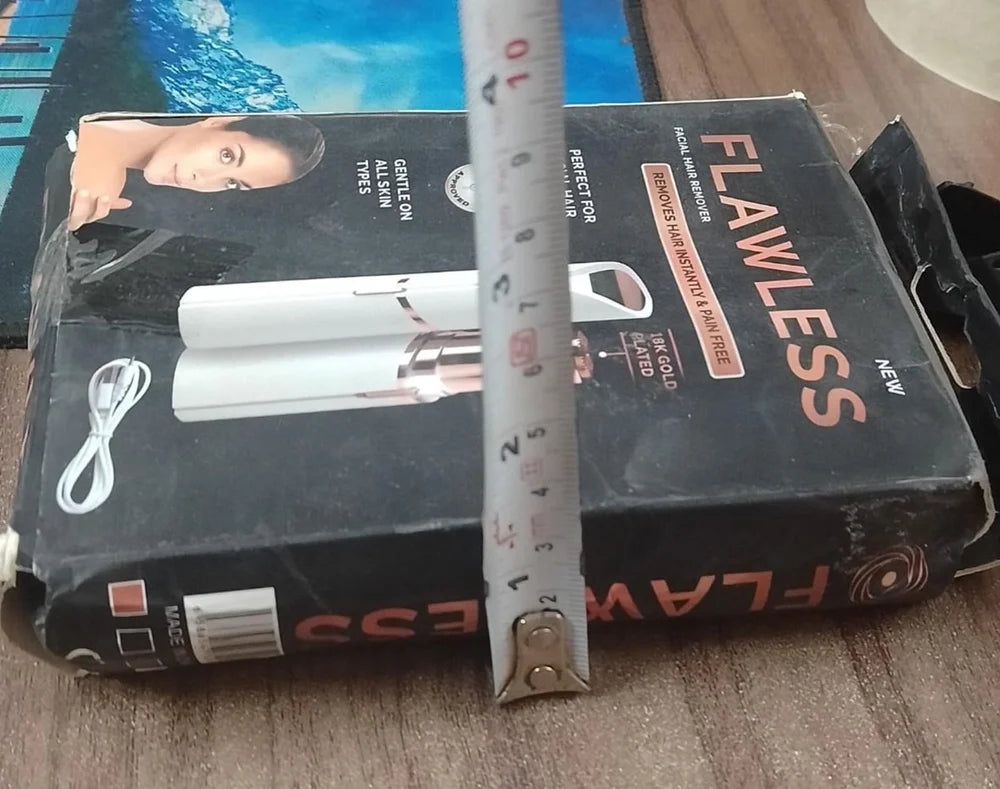 FLAWLESS
FACIAL HAIR REMOVER
REMOVES HAIR INSTANTLY & PAIN FREE
NEW
PERFECT FOR
HAIR
GENTLE ON
ALL SKIN
TYPES
18K GOLD
PLATED
10
4
9
8
3
7
6
2
5
4
3
1
2
FLAWLESS
MADE